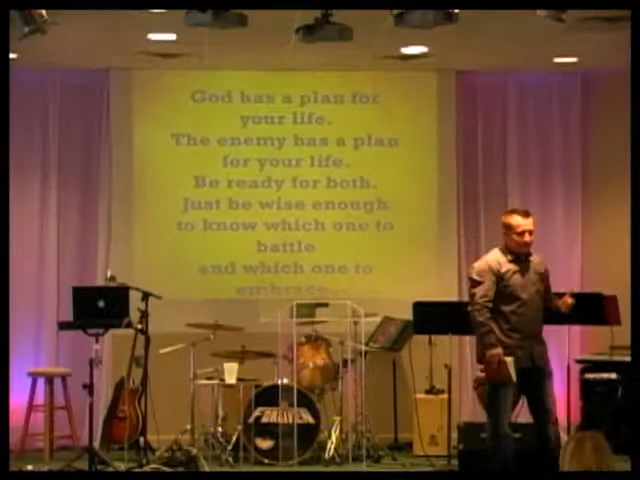 God has a plan for
your life.
The enemy has a plan
for your life.
Be ready for both.
Just be wise enough
to know which one to
battle
and which one to
embrace...
FORGIVEN